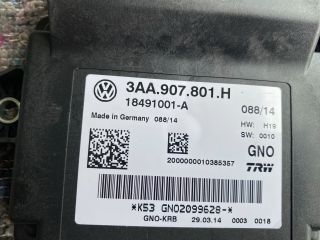 3AA.907.801.H
18491001-A
088/14
Made in Germany 088/14
HW: H19
SW: 0010
GNO
2000000010385357
TRW
*K53 GNO2099628-*
GNO-KRB 29.03.14 0003 0018